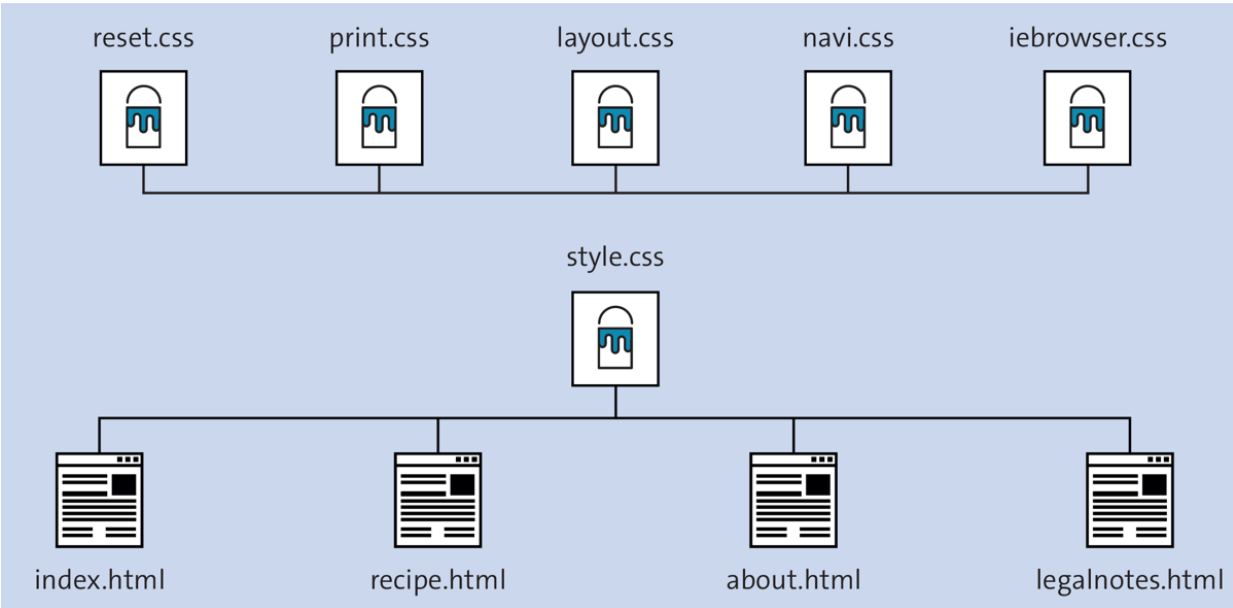 reset.css print.css layout.css navi.css iebrowser.css
style.css
index.html recipe.html about.html legalnotes.html